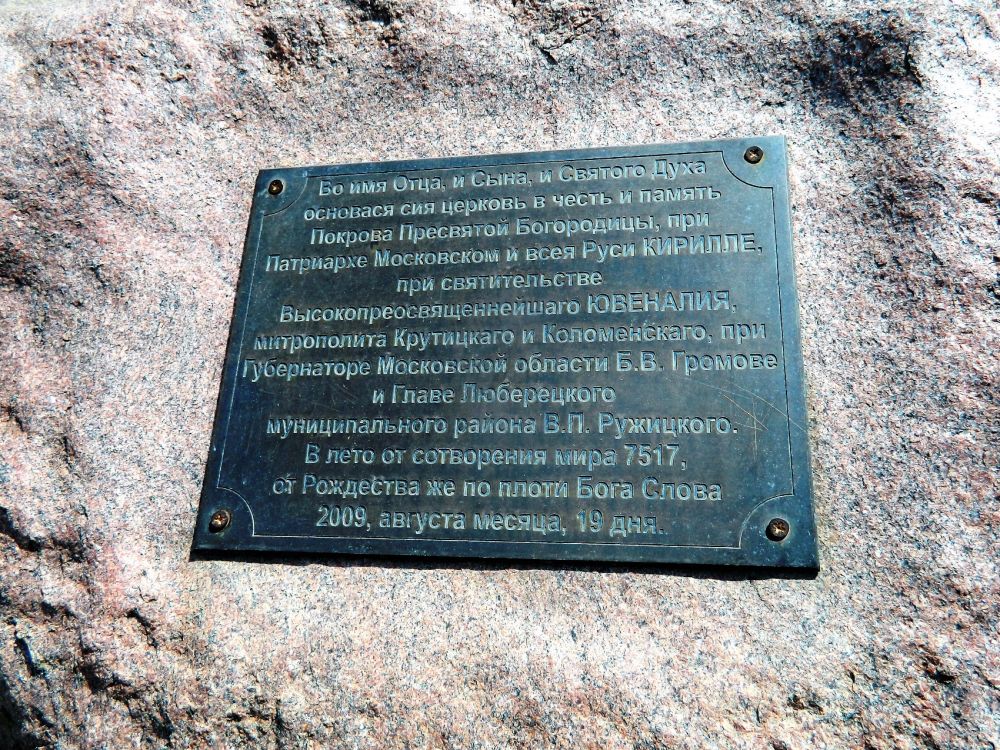 Во имя Отца, и Сына, и Святого Духа
основася сия церковь в честь и память
Покрова Пресвятой Богородицы, при
Патриархе Московском и всея Руси КИРИЛЛЕ,
при святительстве
Высокопреосвященнейшаго ЮВЕНАЛИЯ,
митрополита Крутицкаго и Коломенскаго, при
Губернаторе Московской области Б.В. Громове
и Главе Люберецкого
муниципального района В.П. Ружицкого.
В лето от сотворения мира 7517,
от Рождества же по плоти Бога Слова
2009, августа месяца, 19 дня.